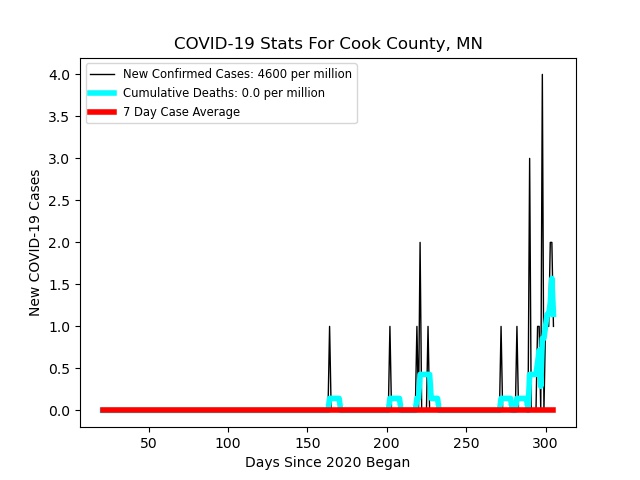 COVID-19 Stats For Cook County, MN
New Confirmed Cases: 4600 per million
Cumulative Deaths: 0.0 per million
7 Day Case Average
New COVID-19 Cases
4.0
3.5
3.0
2.5
2.0
1.5
1.0
0.5
0.0
50 100 150 200 250 300
Days Since 2020 Began